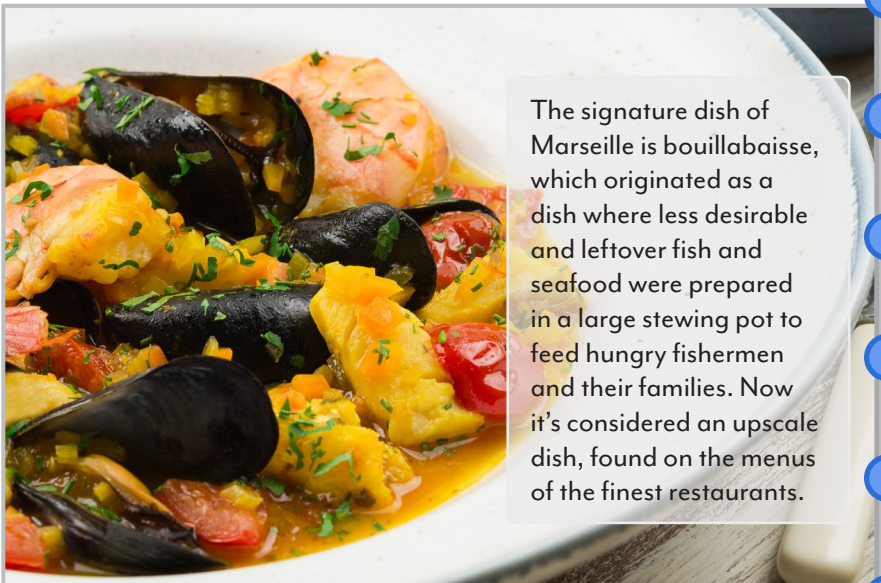 The signature dish of
Marseille is bouillabaisse,
which originated as a
dish where less desirable
and leftover fish and
seafood were prepared
in a large stewing pot to
feed hungry fishermen
and their families. Now
it’s considered an upscale
dish, found on the menus
of the finest restaurants.